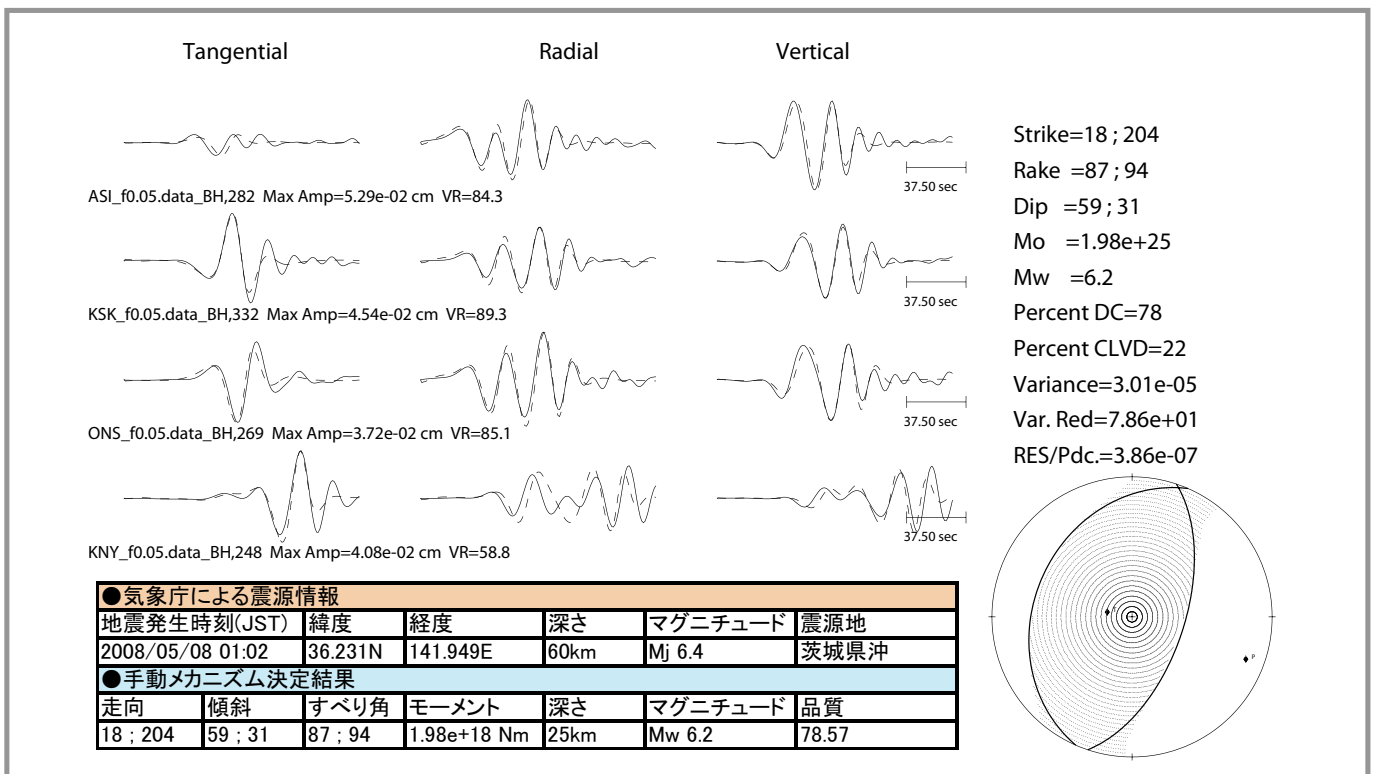 Tangential Radial Vertical
37.50 sec
ASI_f0.05.data_BH,282 Max Amp=5.29e-02 cm VR=84.3
37.50 sec
KSK_f0.05.data_BH,332 Max Amp=4.54e-02 cm VR=89.3
37.50 sec
ONS_f0.05.data_BH,269 Max Amp=3.72e-02 cm VR=85.1
37.50 sec
KNY_f0.05.data_BH,248 Max Amp=4.08e-02 cm VR=58.8
Strike=18 ; 204
Rake =87 ; 94
Dip =59 ; 31
Mo =1.98e+25
Mw =6.2
Percent DC=78
Percent CLVD=22
Variance=3.01e-05
Var. Red=7.86e+01
RES/Pdc.=3.86e-07
P
●気象庁による震源情報
地震発生時刻(JST) 緯度 経度 深さ マグニチュード 震源地
2008/05/08 01:02 36.231N 141.949E 60km Mj 6.4 茨城県沖
●手動メカニズム決定結果
走向 傾斜 すべり角 モーメント 深さ マグニチュード 品質
18 ; 204 59 ; 31 87 ; 94 1.98e+18 Nm 25km Mw 6.2 78.57